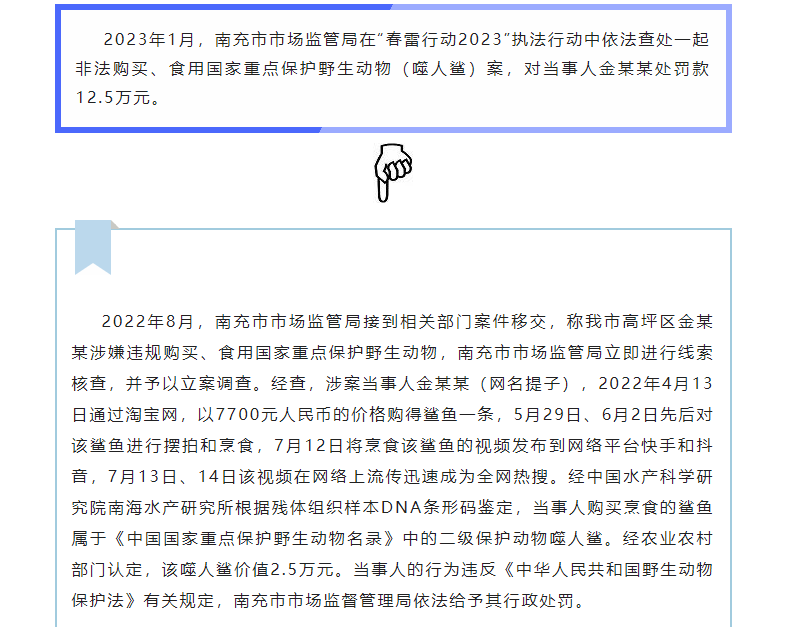 2023年1月，南充市市场监管局在“春雷行动2023”执法行动中依法查处一起
非法购买、食用国家重点保护野生动物（噬人鲨）案，对当事人金某某处罚款
12.5万元。
2022年8月，南充市市场监管局接到相关部门案件移交，称我市高坪区金某
某涉嫌违规购买、食用国家重点保护野生动物，南充市市场监管局立即进行线索
核查，并予以立案调查。经查，涉案当事人金某某（网名提子），2022年4月13
日通过淘宝网，以7700元人民币的价格购得鲨鱼一条，5月29日、6月2日先后对
该鲨鱼进行摆拍和烹食，7月12日将烹食该鲨鱼的视频发布到网络平台快手和抖
音，7月13日、14日该视频在网络上流传迅速成为全网热搜。经中国水产科学研
究院南海水产研究所根据残体组织样本DNA条形码鉴定，当事人购买烹食的鲨鱼
属于《中国国家重点保护野生动物名录》中的二级保护动物噬人鲨。经农业农村
部门认定，该噬人鲨价值2.5万元。当事人的行为违反《中华人民共和国野生动物
保护法》有关规定，南充市市场监督管理局依法给予其行政处罚。